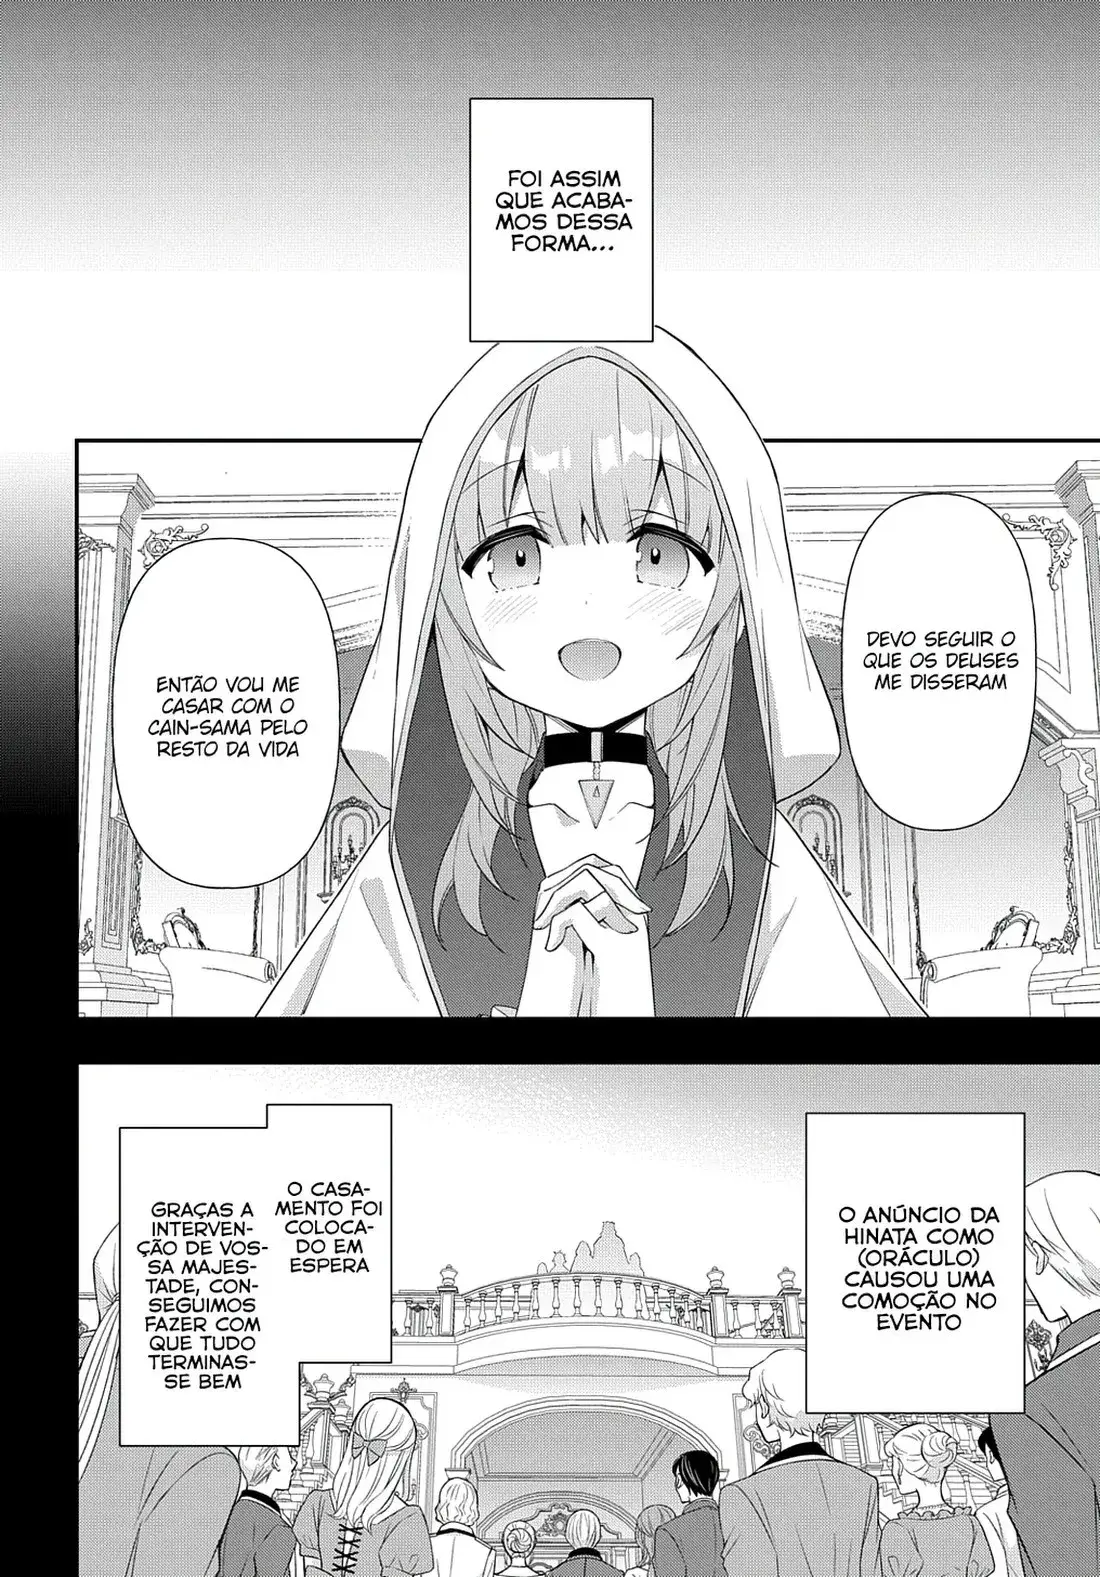 FOI ASSIM
QUE ACABA-
MOS DESSA
FORMA...
DEVO SEGUIR O
QUE OS DEUSES
ME DISSERAM
ENTÃO VOU ME
CASAR COM O
CAIN-SAMA PELO
RESTO DA VIDA
O ANÚNCIO DA
HINATA COMO
(ORÁCULO)
CAUSOU UMA
COMOÇÃO NO
EVENTO
O CASA-
MENTO FOI
COLOCA-
DO EM
ESPERA
GRAÇAS A
INTERVEN-
ÇÃO DE VOS-
SA MAJES-
TADE, CON-
SEGUIMOS
FAZER COM
QUE TUDO
TERMINAS-
SE BEM